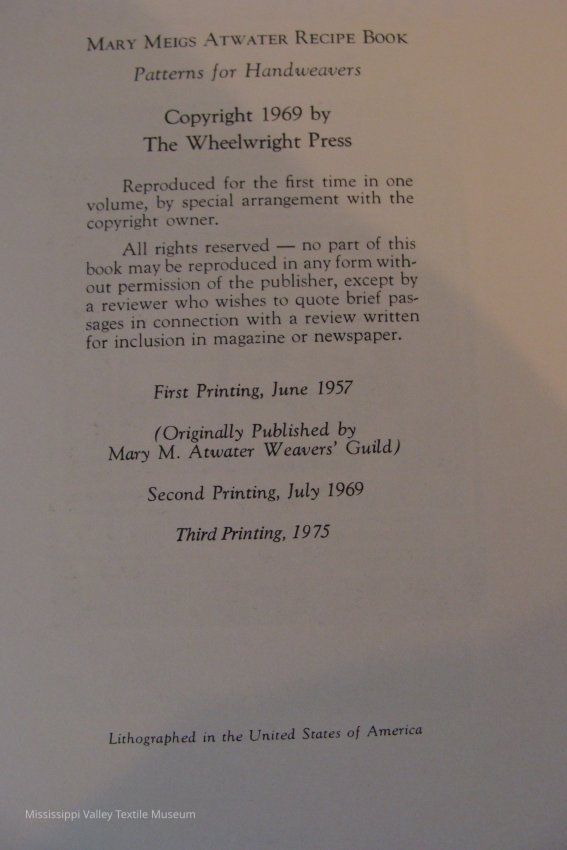 MARY MEIGS ATWATER RECIPE BOOK
Patterns for Handweavers
Copyright 1969 by
The Wheelwright Press
Reproduced for the first time in one
volume, by special arrangement with the
copyright owner.
All rights reserved — no part of this
book may be reproduced in any form with-
out permission of the publisher, except by
a reviewer who wishes to quote brief pas-
sages in connection with a review written
for inclusion in magazine or newspaper.
First Printing, June 1957
(Originally Published by
Mary M. Atwater Weavers' Guild)
Second Printing, July 1969
Third Printing, 1975
Lithographed in the United States of America
Mississippi Valley Textile Museum